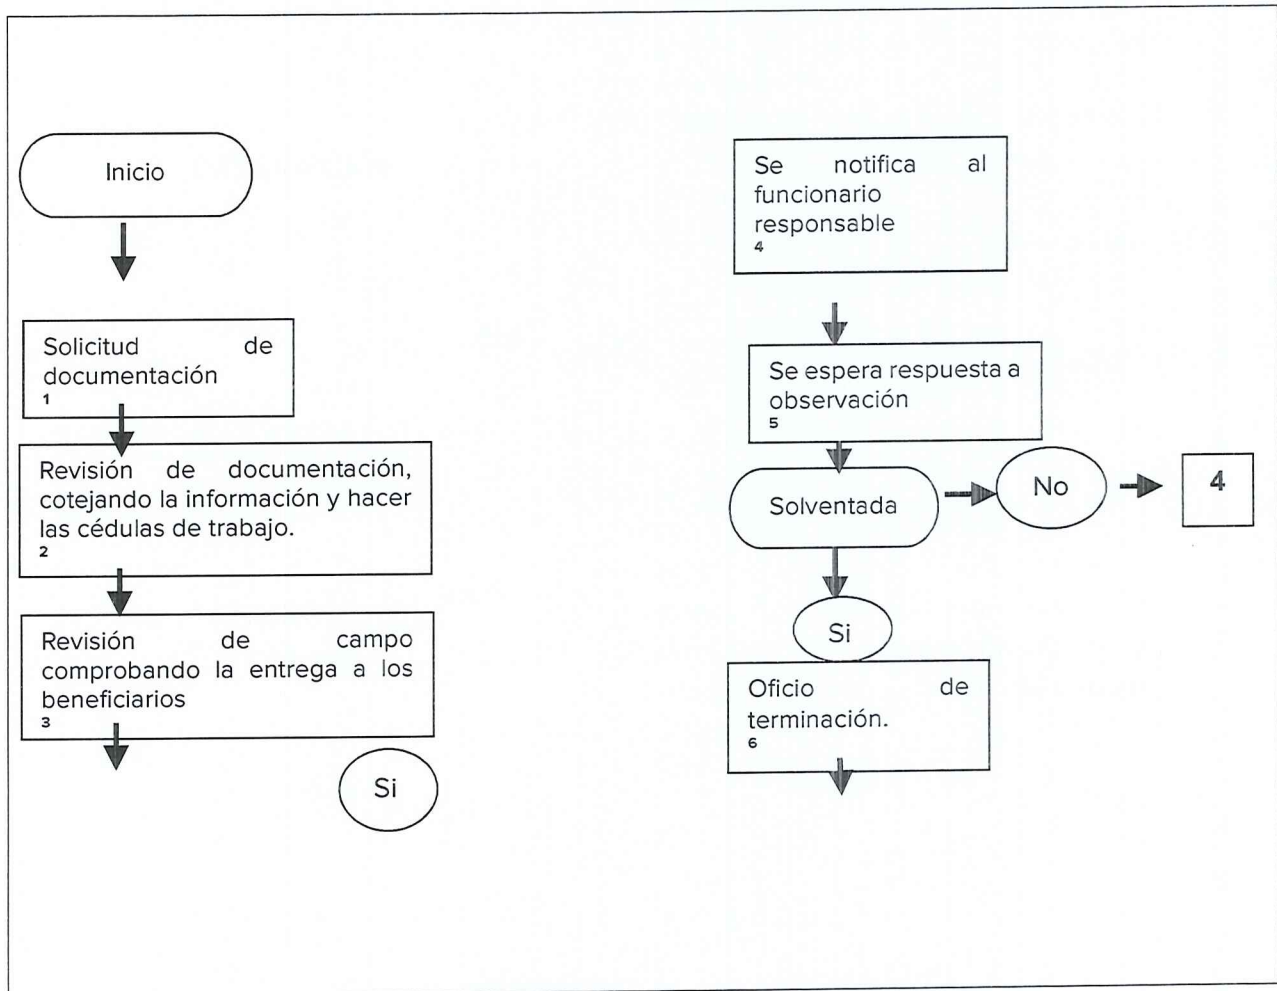 Inicio
Solicitud de
documentación
1
Revisión de documentación,
cotejando la información y hacer
las cédulas de trabajo.
2
Revisión de campo
comprobando la entrega a los
beneficiarios
3
Si
Se notifica al
funcionario
responsable
4
Se espera respuesta a
observación
5
Solventada
No
4
Si
Oficio de
terminación.
6